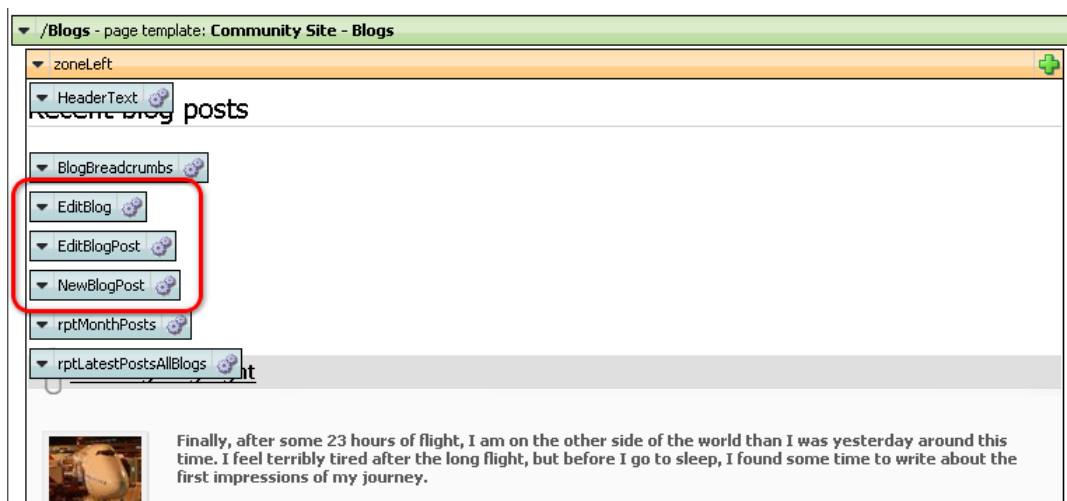 /Blogs - page template: Community Site - Blogs
zoneLeft
HeaderText
Recent blog posts
BlogBreadcrumbs
EditBlog
EditBlogPost
NewBlogPost
rptMonthPosts
rptLatestPostsAllBlogs
Finally, after some 23 hours of flight, I am on the other side of the world than I was yesterday around this
time. I feel terribly tired after the long flight, but before I go to sleep, I found some time to write about the
first impressions of my journey.